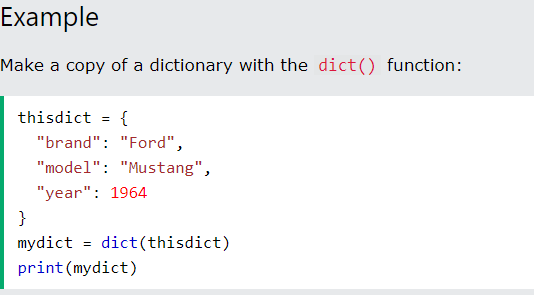 Example
Make a copy of a dictionary with the dict() function:
thisdict = {
  "brand": "Ford",
  "model": "Mustang",
  "year": 1964
}
mydict = dict(thisdict)
print(mydict)